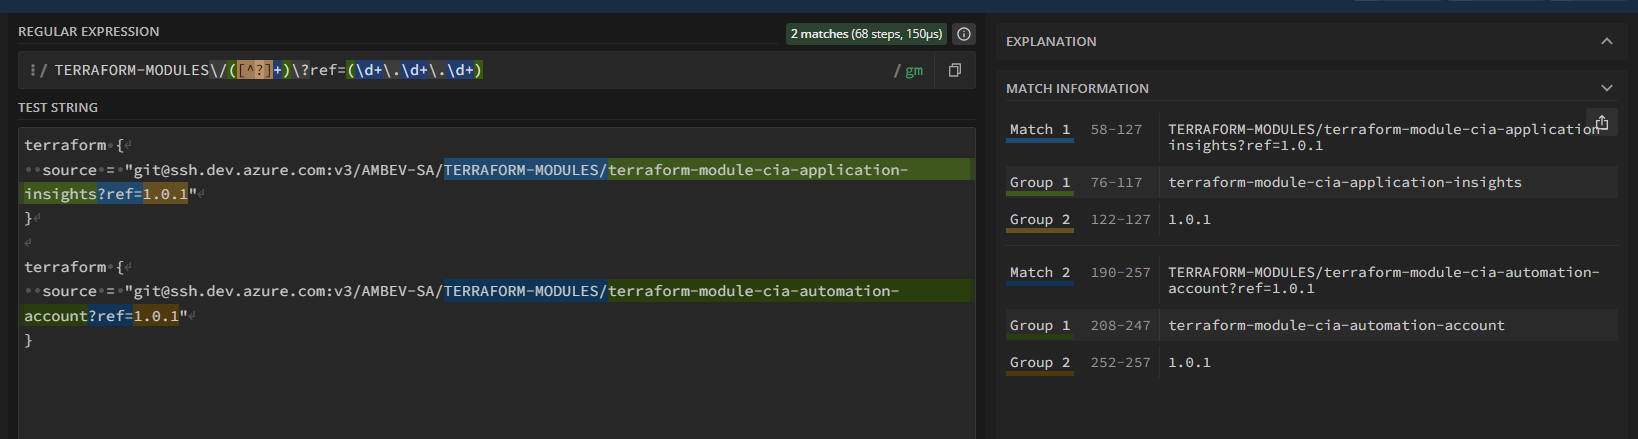 REGULAR EXPRESSION
2 matches (68 steps, 150µs)
/ TERRAFORM-MODULES\/([^?]+)\?ref=(\d+\.\d+\.\d+)
/ gm
TEST STRING
terraform {
source = "git@ssh.dev.azure.com:v3/AMBEV-SA/TERRAFORM-MODULES/terraform-module-cia-application-
insights?ref=1.0.1"
}
terraform {
source = "git@ssh.dev.azure.com:v3/AMBEV-SA/TERRAFORM-MODULES/terraform-module-cia-automation-
account?ref=1.0.1"
}
EXPLANATION
MATCH INFORMATION
Match 1 58-127 TERRAFORM-MODULES/terraform-module-cia-application
insights?ref=1.0.1
Group 1 76-117 terraform-module-cia-application-insights
Group 2 122-127 1.0.1
Match 2 190-257 TERRAFORM-MODULES/terraform-module-cia-automation-
account?ref=1.0.1
Group 1 208-247 terraform-module-cia-automation-account
Group 2 252-257 1.0.1